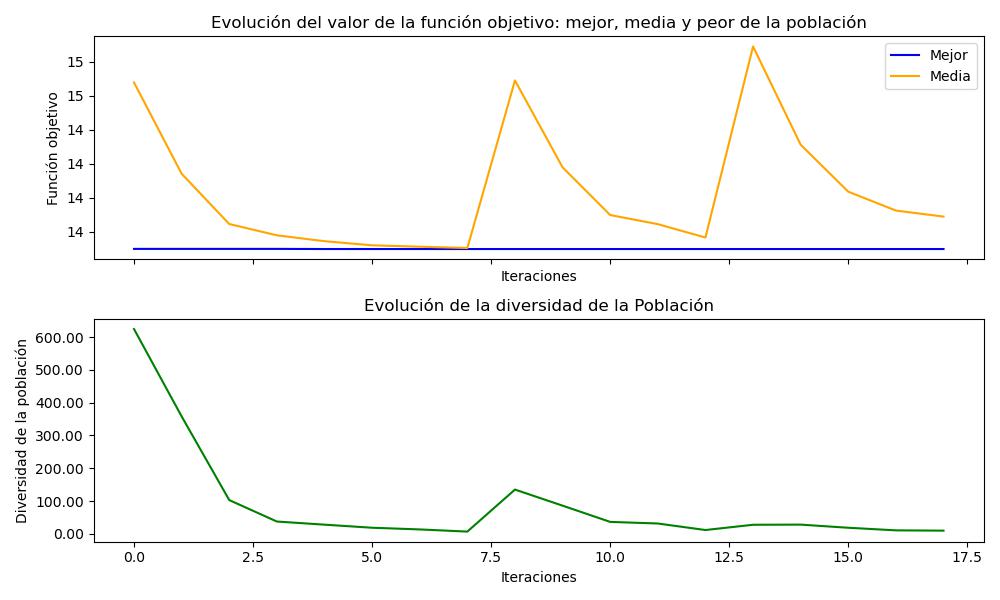 Evolución del valor de la función objetivo: mejor, media y peor de la población
Función objetivo
15
15
14
14
14
14
Mejor
Media
Iteraciones
Evolución de la diversidad de la Población
Diversidad de la población
600.00
500.00
400.00
300.00
200.00
100.00
0.00
0.0 2.5 5.0 7.5 10.0 12.5 15.0 17.5
Iteraciones